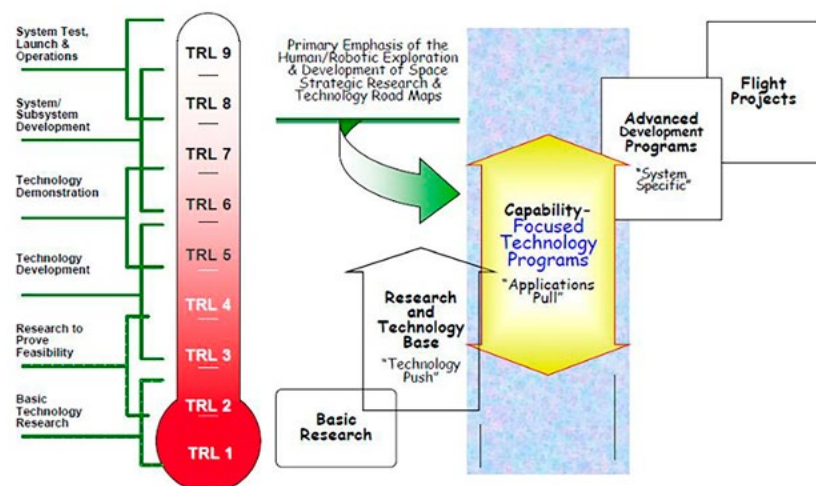 System Test,
Launch &
Operations
System/
Subsystem
Development
Technology
Demonstration
Technology
Development
Research to
Prove
Feasibility
Basic
Technology
Research
TRL 9
TRL 8
TRL 7
TRL 6
TRL 5
TRL 4
TRL 3
TRL 2
TRL 1
Primary Emphasis of the
Human/Robotic Exploration
& Development of Space
Strategic Research &
Technology Road Maps
Basic
Research
Research
and
Technology
Base
"Technology
Push"
Capability-
Focused
Technology
Programs
"Applications
Pull"
Advanced
Development
Programs
"System
Specific"
Flight
Projects